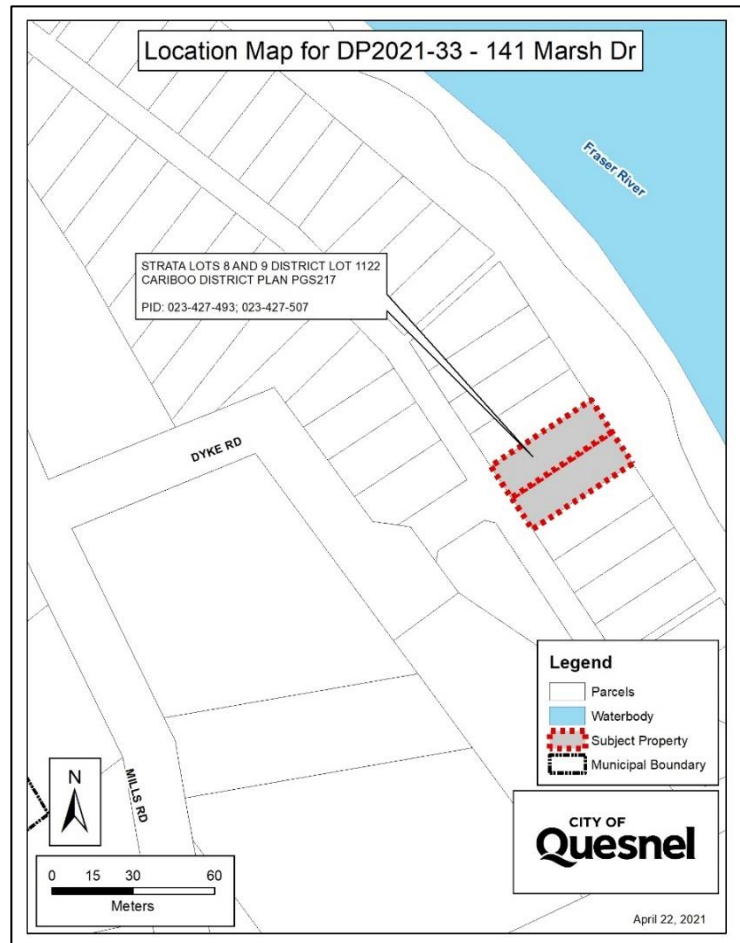 Location Map for DP2021-33 - 141 Marsh Dr
Fraser River
STRATA LOTS 8 AND 9 DISTRICT LOT 1122
CARIBOO DISTRICT PLAN PGS217
PID: 023-427-493; 023-427-507
DYKE RD
MILLS RD
Legend
Parcels
Waterbody
Subject Property
Municipal Boundary
N
0 15 30 60
Meters
CITY OF
Quesnel
April 22, 2021